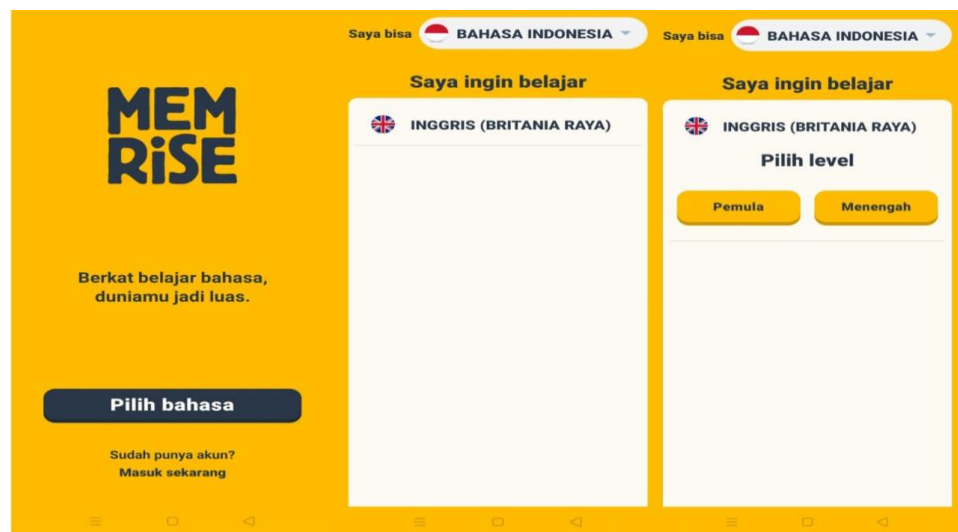 MEM
RiSE
Berkat belajar bahasa,
duniamu jadi luas.
Pilih bahasa
Sudah punya akun?
Masuk sekarang
Saya bisa BAHASA INDONESIA
Saya ingin belajar
INGGRIS (BRITANIA RAYA)
Saya bisa BAHASA INDONESIA
Saya ingin belajar
INGGRIS (BRITANIA RAYA)
Pilih level
Pemula Menengah